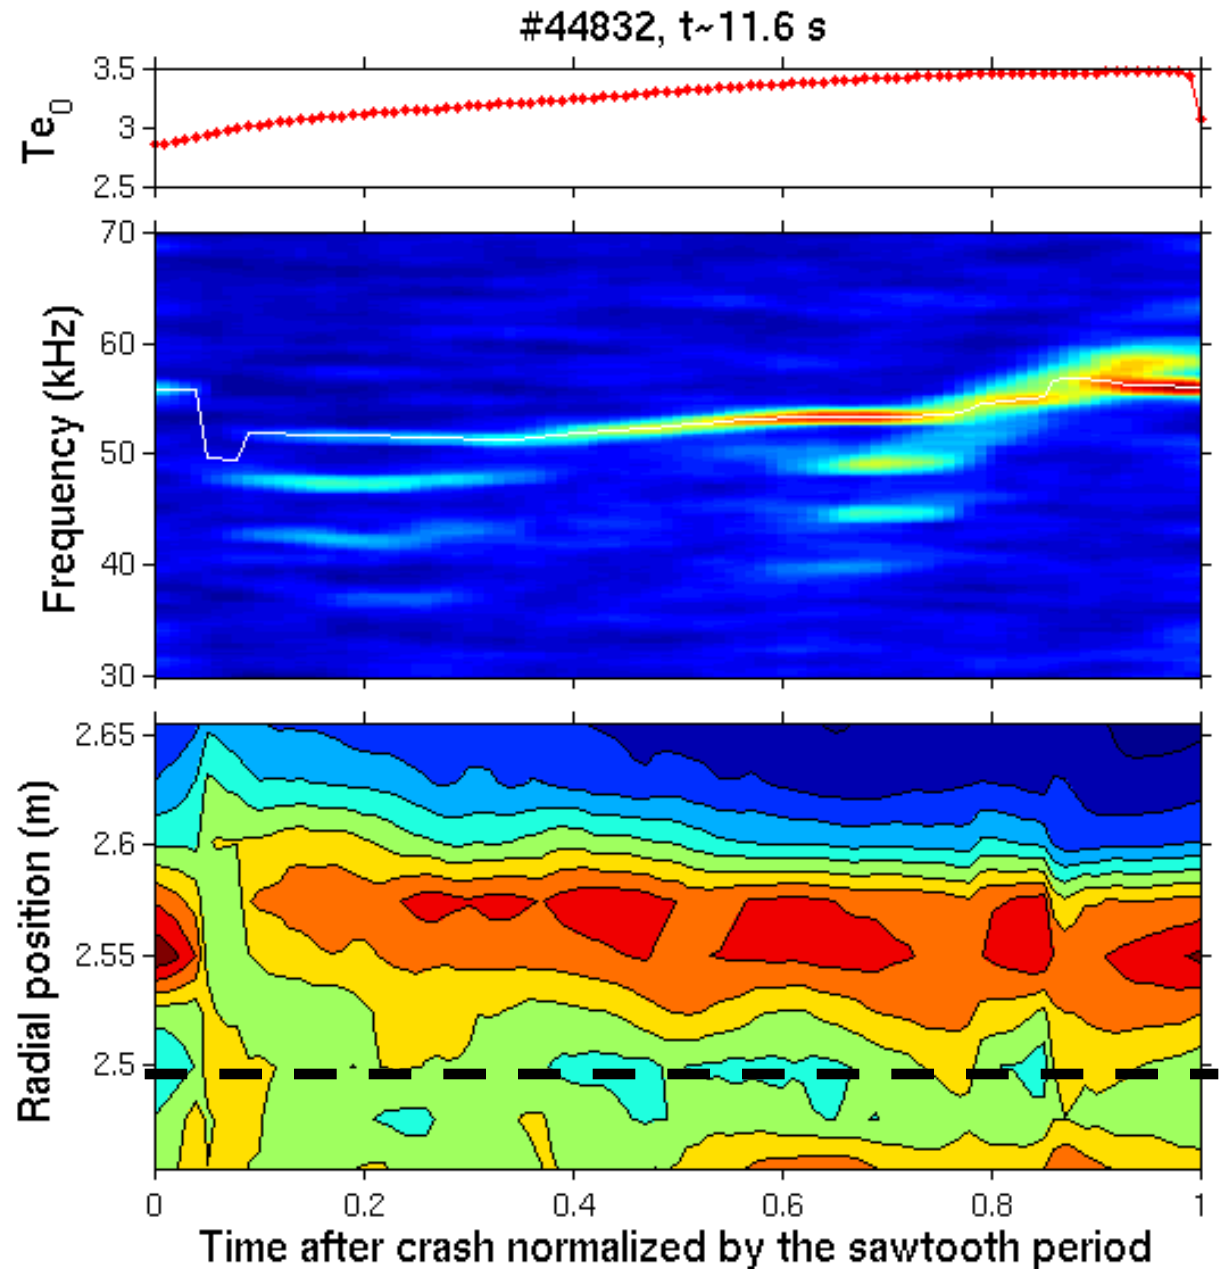 #44832, t~11.6 s
Te0
3.5
3
2.5
Frequency (kHz)
70
60
50
40
30
Radial position (m)
2.65
2.6
2.55
2.5
0 0.2 0.4 0.6 0.8 1
Time after crash normalized by the sawtooth period